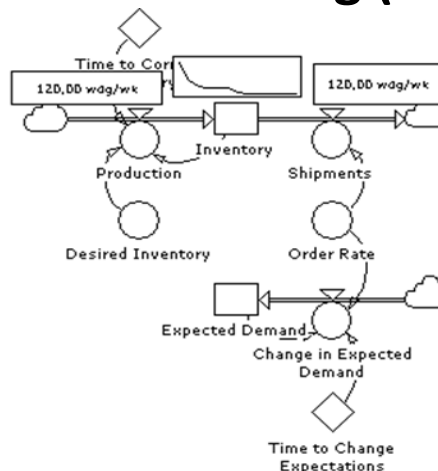 Time to
120,00 wdg/wk
120,00 wdg/wk
Inventory
Production
Shipments
Desired Inventory
Order Rate
Expected Demand
Change in Expected
Demand
Time to Change
Expectations